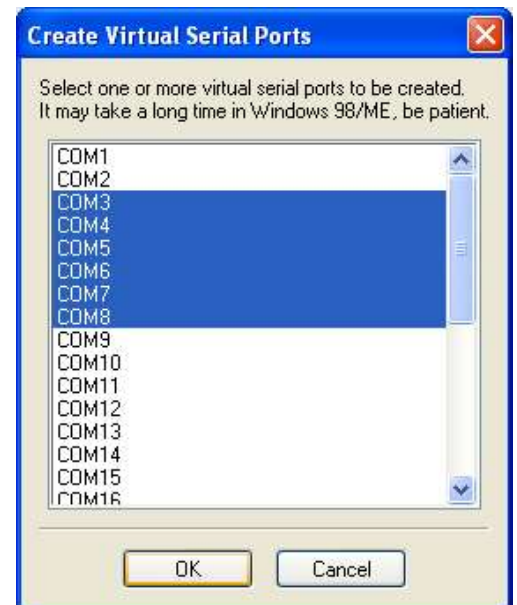 Create Virtual Serial Ports
Select one or more virtual serial ports to be created.
It may take a long time in Windows 98/ME, be patient.
COM1
COM2
COM3
COM4
COM5
COM6
COM7
COM8
COM9
COM10
COM11
COM12
COM13
COM14
COM15
COM16
OK Cancel